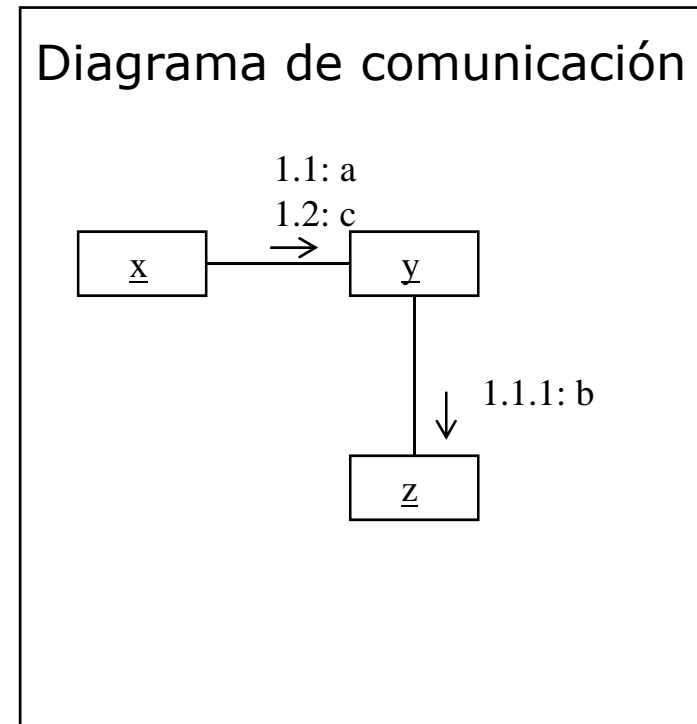 Diagrama de comunicación
1.1: a
1.2: c
x
y
1.1.1: b
z